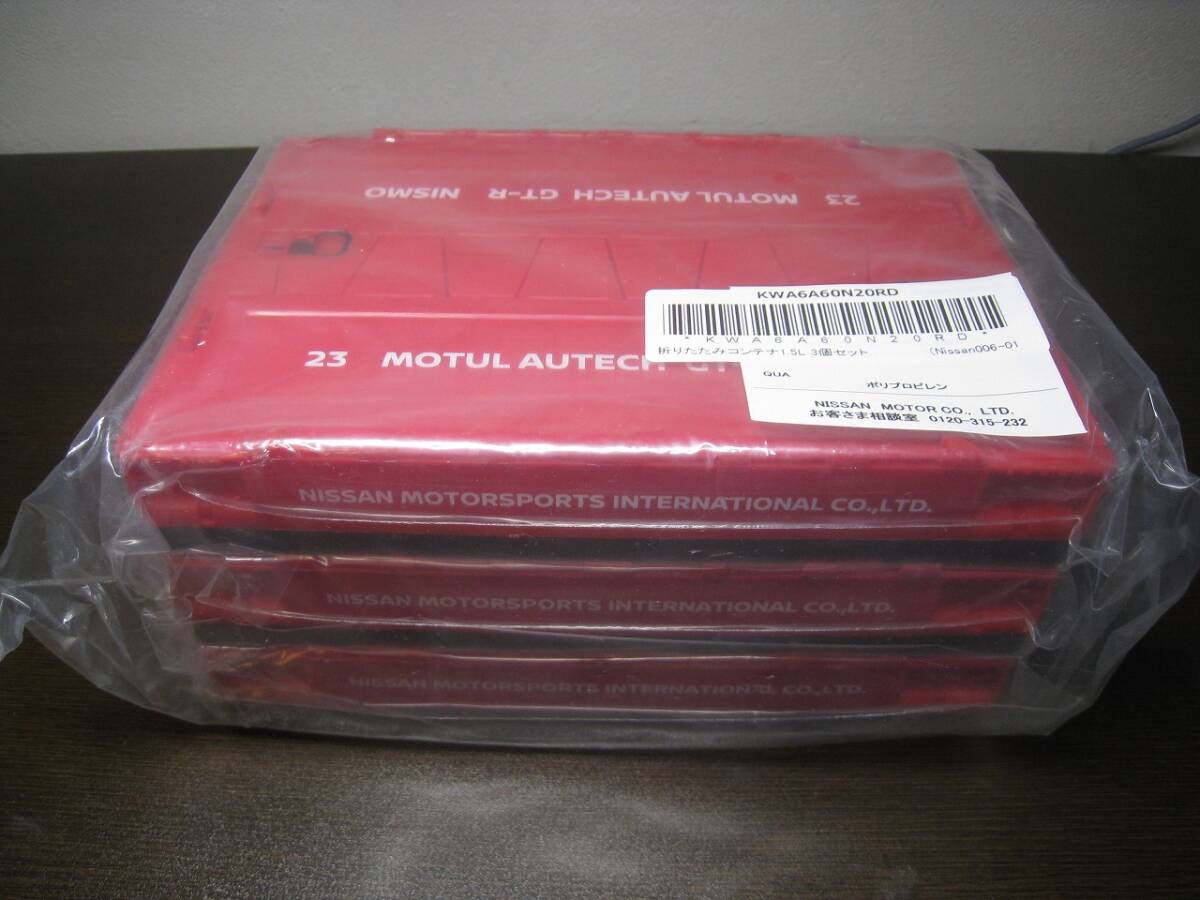 23 MOTUL AUTECH GT-R NISMO
KWA6A60N20RD
*KWA6A60N20RD*
折りたたみコンテナ1.5L 3個セット (Nissan006-01
23 MOTUL AUTECH GT
QUA
ポリプロピレン
NISSAN MOTOR CO., LTD.
お客さま相談室 0120-315-232
NISSAN MOTORSPORTS INTERNATIONAL CO.,LTD.
NISSAN MOTORSPORTS INTERNATIONAL CO.,LTD.
NISSAN MOTORSPORTS INTERNATIONAL CO.,LTD.